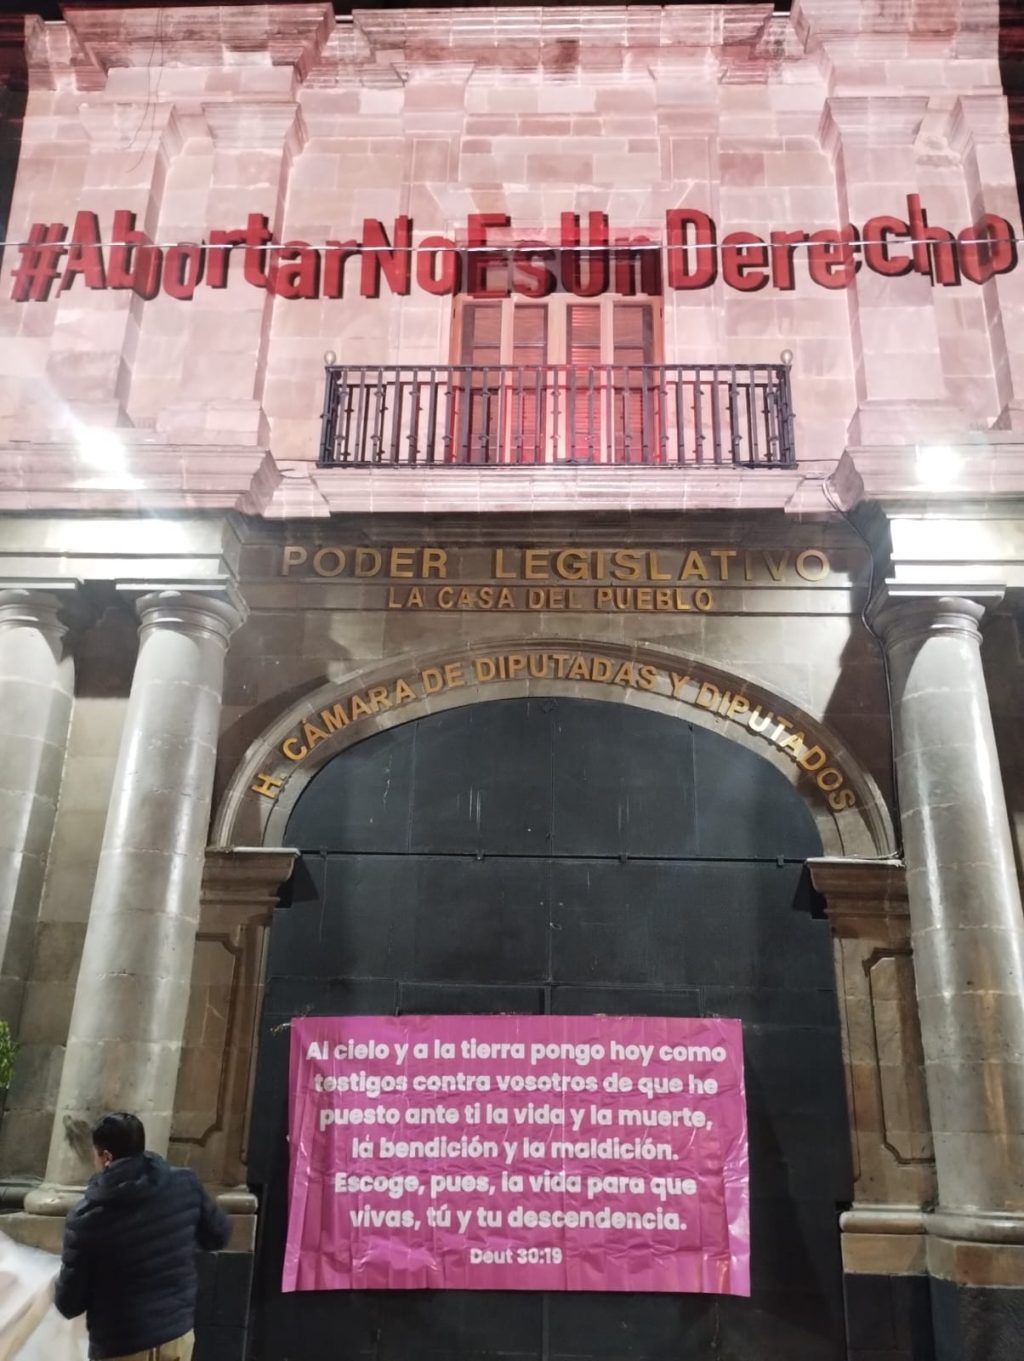 #AbortarNoEsUnDerecho
PODER LEGISLATIVO
LA CASA DEL PUEBLO
H. CÁMARA DE DIPUTADAS Y DIPUTADOS
Al cielo y a la tierra pongo hoy como
testigos contra vosotros de que he
puesto ante ti la vida y la muerte,
la bendición y la maldición.
Escoge, pues, la vida para que
vivas, tú y tu descendencia.
Deut 30:19